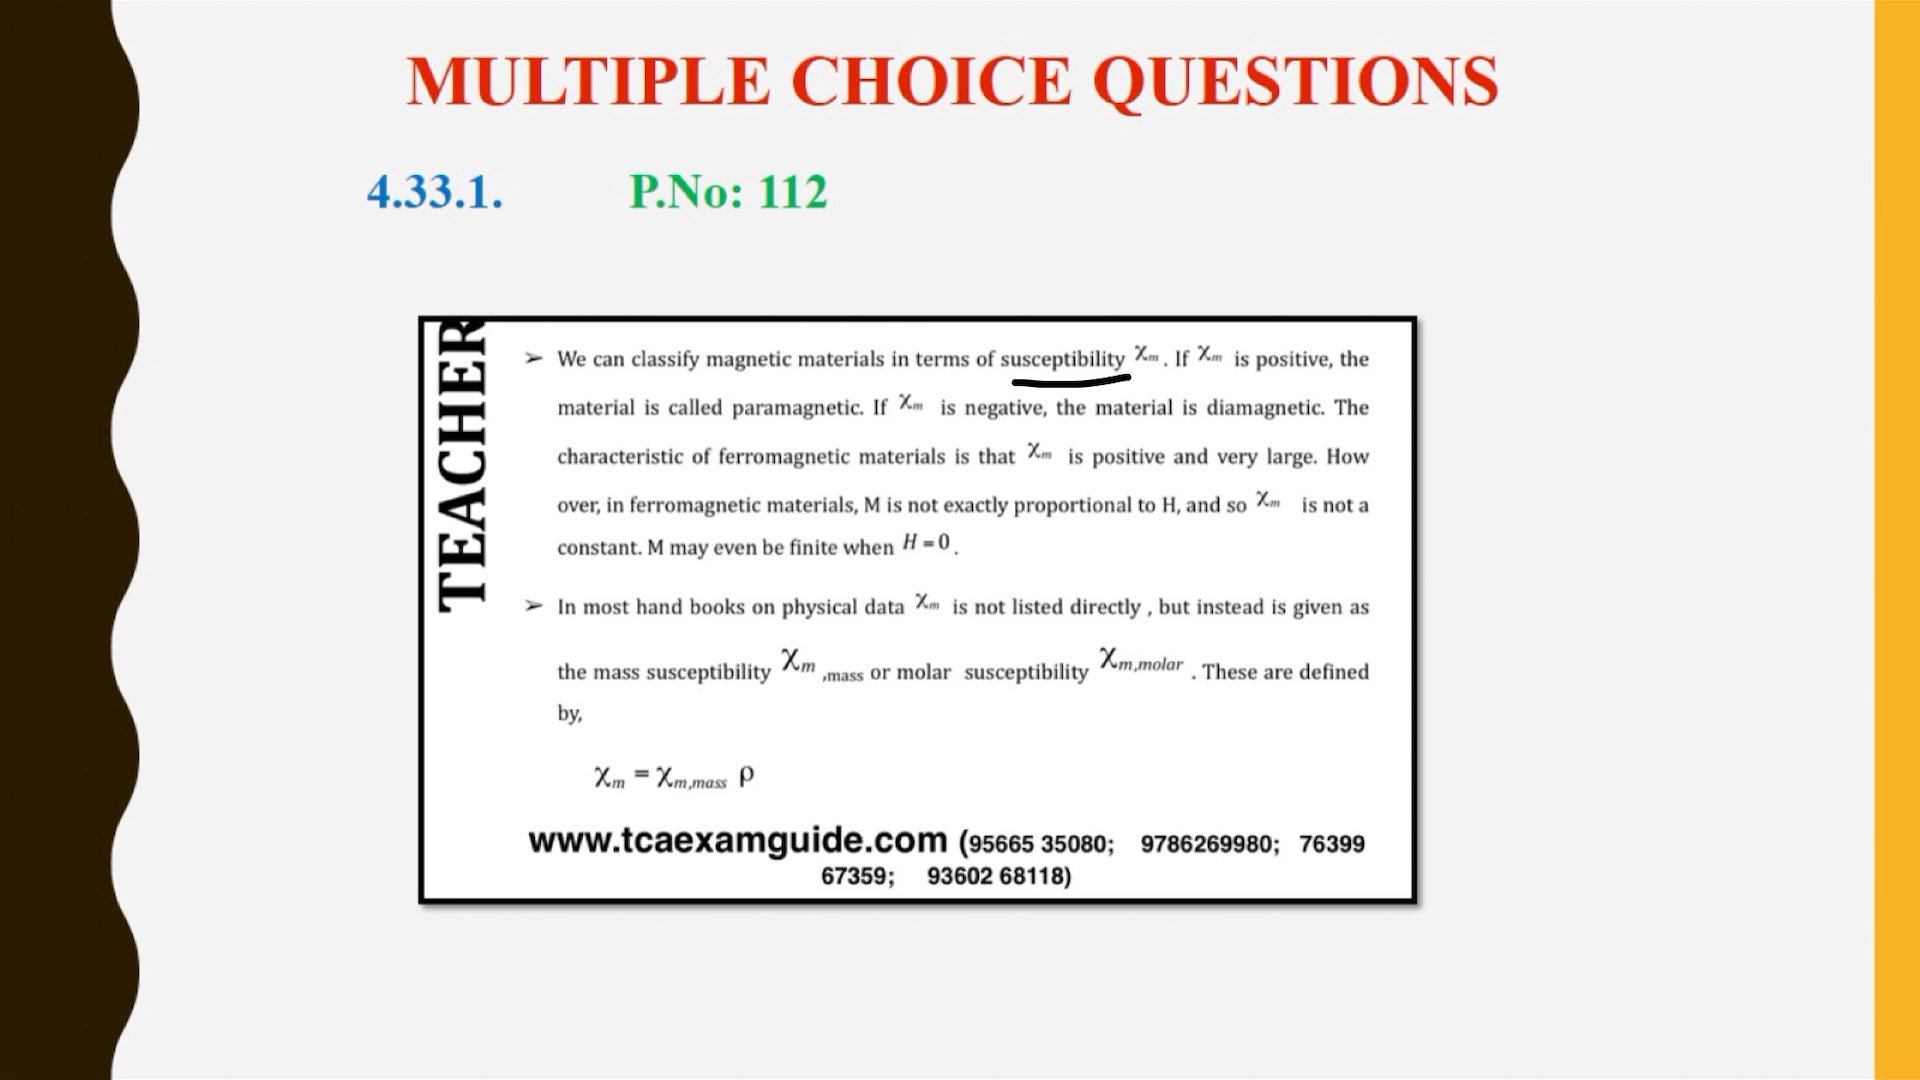 MULTIPLE CHOICE QUESTIONS
4.33.1. P.No: 112
TEACHER
➢ We can classify magnetic materials in terms of susceptibility χm . If χm is positive, the
material is called paramagnetic. If χm is negative, the material is diamagnetic. The
characteristic of ferromagnetic materials is that χm is positive and very large. How
over, in ferromagnetic materials, M is not exactly proportional to H, and so χm is not a
constant. M may even be finite when H = 0 .
➢ In most hand books on physical data χm is not listed directly , but instead is given as
the mass susceptibility χm ,mass or molar susceptibility χm,molar . These are defined
by,
χm = χm,mass ρ
www.tcaexamguide.com (95665 35080; 9786269980; 76399
67359; 93602 68118)